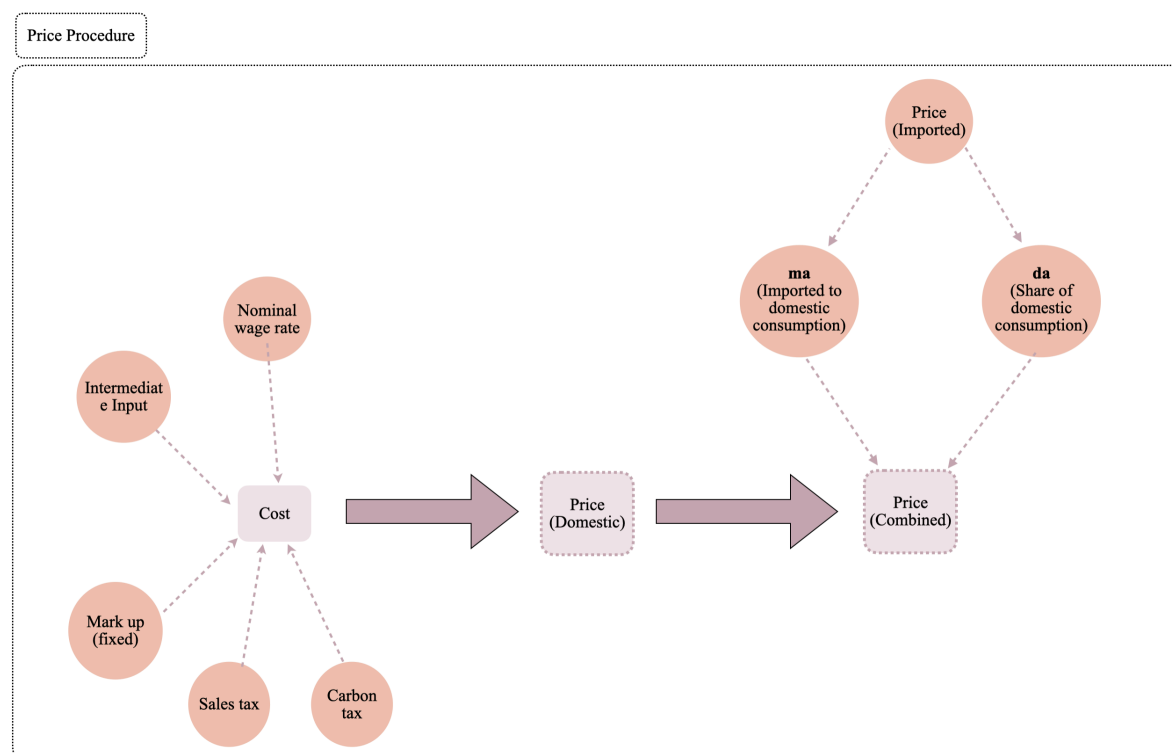 Price Procedure
Price
(Imported)
ma
(Imported to
domestic
consumption)
da
(Share of
domestic
consumption)
Nominal
wage rate
Intermediat
e Input
Cost
Price
(Domestic)
Price
(Combined)
Mark up
(fixed)
Sales tax
Carbon
tax